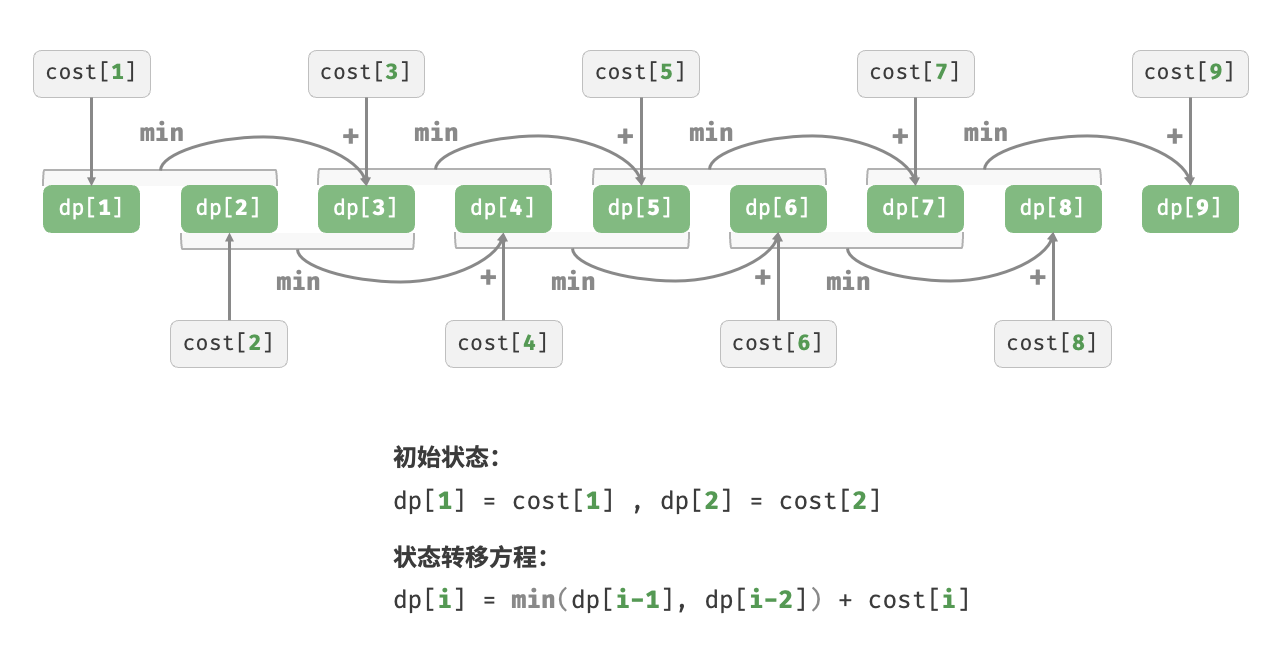 cost[1] cost[3] cost[5] cost[7] cost[9]
min + min + min + min +
dp[1] dp[2] dp[3] dp[4] dp[5] dp[6] dp[7] dp[8] dp[9]
min + min + min +
cost[2] cost[4] cost[6] cost[8]
初始状态：
dp[1] = cost[1] , dp[2] = cost[2]
状态转移方程：
dp[i] = min(dp[i-1], dp[i-2]) + cost[i]